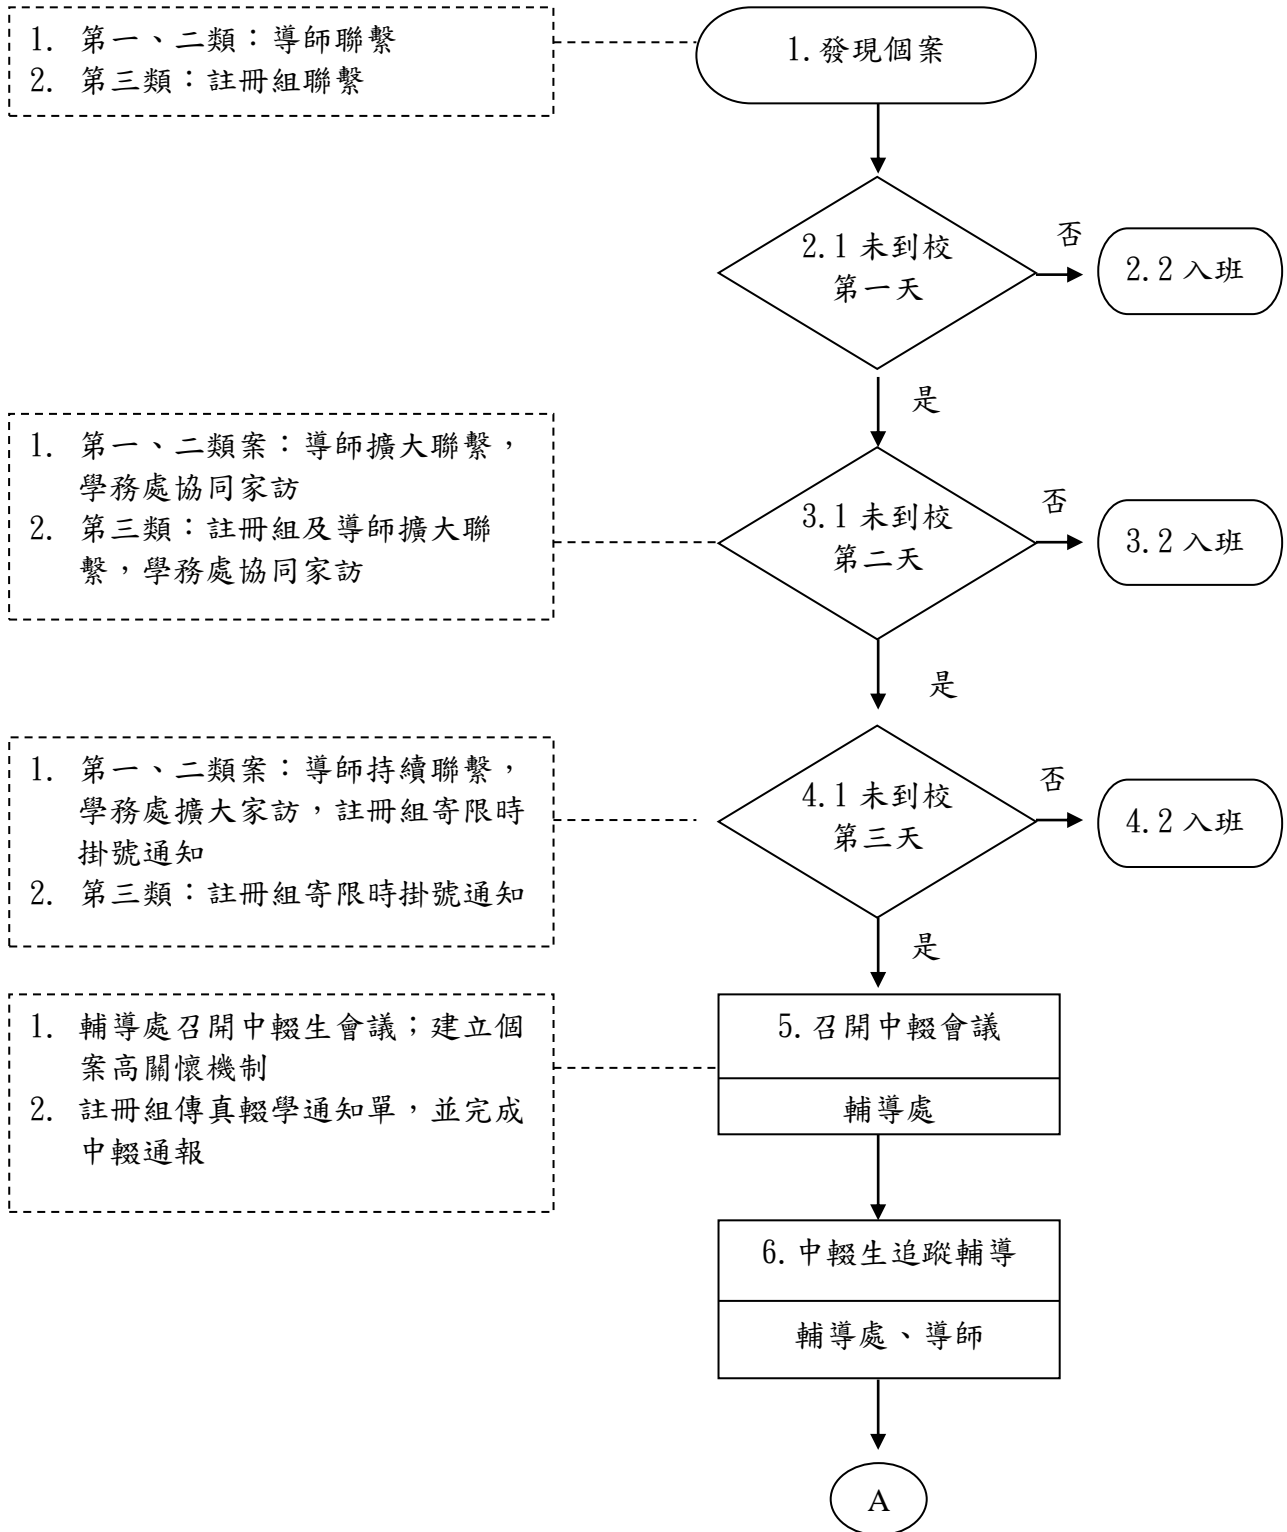 1. 第一、二類：導師聯繫
2. 第三類：註冊組聯繫
1.發現個案
2.1 未到校
第一天
否
2.2 入班
是
1. 第一、二類案：導師擴大聯繫，
學務處協同家訪
2. 第三類：註冊組及導師擴大聯
繫，學務處協同家訪
3.1 未到校
第二天
否
3.2 入班
是
1. 第一、二類案：導師持續聯繫，
學務處擴大家訪，註冊組寄限時
掛號通知
2. 第三類：註冊組寄限時掛號通知
4.1 未到校
第三天
否
4.2 入班
是
1. 輔導處召開中輟生會議；建立個
案高關懷機制
2. 註冊組傳真輟學通知單，並完成
中輟通報
5.召開中輟會議
輔導處
6.中輟生追蹤輔導
輔導處、導師
A